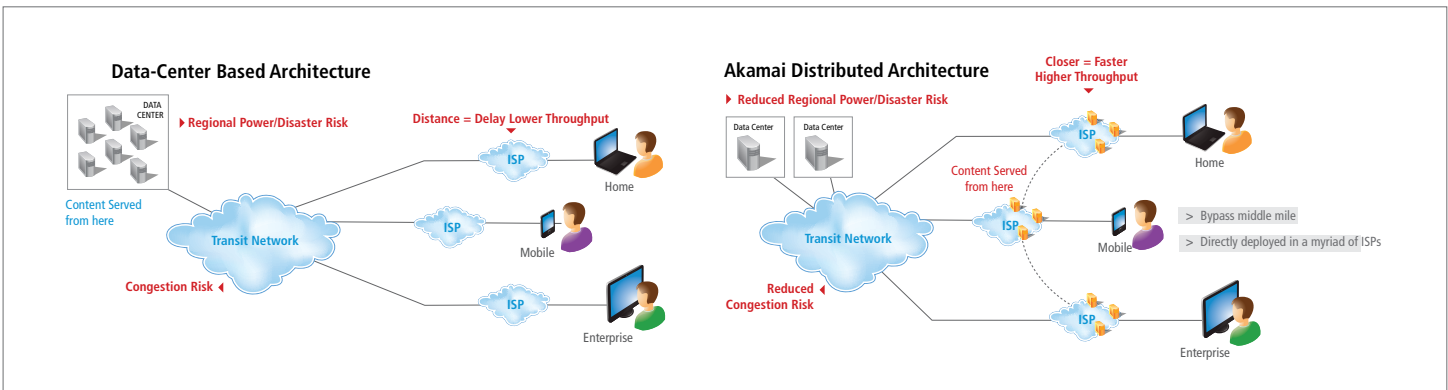 Data-Center Based Architecture
DATA
CENTER
Regional Power/Disaster Risk
Distance = Delay Lower Throughput
ISP
Home
Content Served
from here
Transit Network
ISP
Mobile
Congestion Risk
ISP
Enterprise
Akamai Distributed Architecture
Closer = Faster
Higher Throughput
Reduced Regional Power/Disaster Risk
Data Center
Data Center
ISP
Home
Content Served
from here
Transit Network
ISP
Mobile
> Bypass middle mile
> Directly deployed in a myriad of ISPs
Reduced
Congestion Risk
ISP
Enterprise